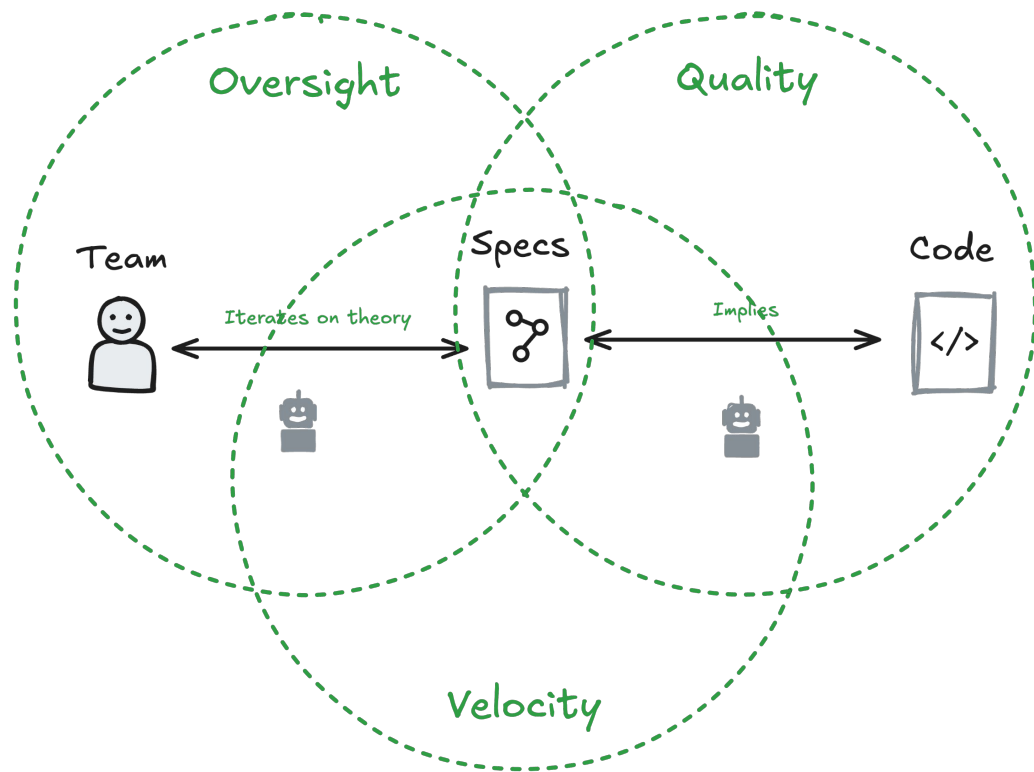 Oversight
Quality
Team
Specs
Code
Iterates on theory
Implies
</>
Velocity